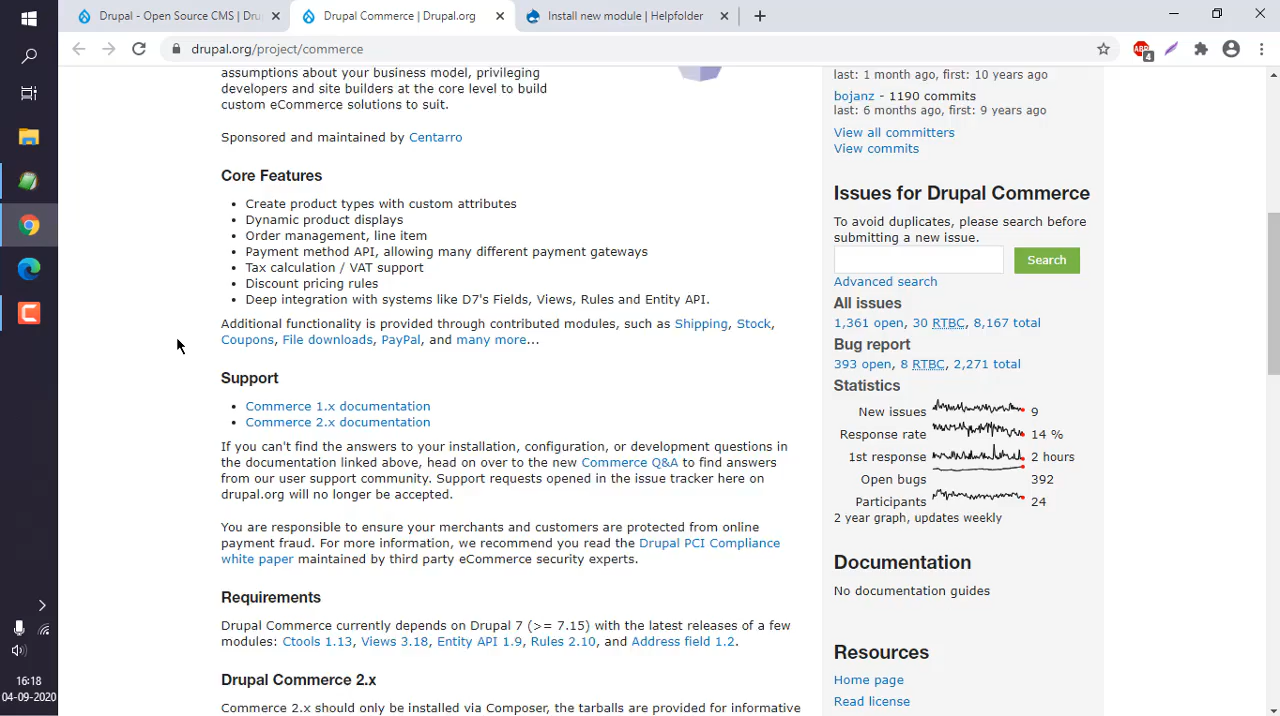 Drupal - Open Source CMS | Dru
Drupal Commerce | Drupal.org
Install new module | Helpfolder
drupal.org/project/commerce
ABP
4
assumptions about your business model, privileging
developers and site builders at the core level to build
custom eCommerce solutions to suit.
Sponsored and maintained by Centarro
Core Features
Create product types with custom attributes
Dynamic product displays
Order management, line item
Payment method API, allowing many different payment gateways
Tax calculation / VAT support
Discount pricing rules
Deep integration with systems like D7's Fields, Views, Rules and Entity API.
Additional functionality is provided through contributed modules, such as Shipping, Stock,
Coupons, File downloads, PayPal, and many more...
Support
Commerce 1.x documentation
Commerce 2.x documentation
If you can't find the answers to your installation, configuration, or development questions in
the documentation linked above, head on over to the new Commerce Q&A to find answers
from our user support community. Support requests opened in the issue tracker here on
drupal.org will no longer be accepted.
You are responsible to ensure your merchants and customers are protected from online
payment fraud. For more information, we recommend you read the Drupal PCI Compliance
white paper maintained by third party eCommerce security experts.
Requirements
Drupal Commerce currently depends on Drupal 7 (>= 7.15) with the latest releases of a few
modules: Ctools 1.13, Views 3.18, Entity API 1.9, Rules 2.10, and Address field 1.2.
Drupal Commerce 2.x
Commerce 2.x should only be installed via Composer, the tarballs are provided for informative
last: 1 month ago, first: 10 years ago
bojanz - 1190 commits
last: 6 months ago, first: 9 years ago
View all committers
View commits
Issues for Drupal Commerce
To avoid duplicates, please search before
submitting a new issue.
Search
Advanced search
All issues
1,361 open, 30 RTBC, 8,167 total
Bug report
393 open, 8 RTBC, 2,271 total
Statistics
New issues 9
Response rate 14 %
1st response 2 hours
Open bugs 392
Participants 24
2 year graph, updates weekly
Documentation
No documentation guides
Resources
Home page
Read license
16:18
04-09-2020